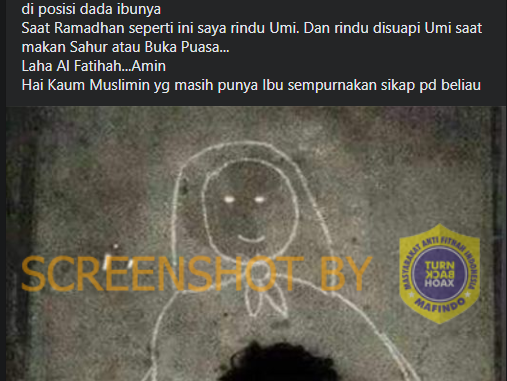 di posisi dada ibunya
Saat Ramadhan seperti ini saya rindu Umi. Dan rindu disuapi Umi saat
makan Sahur atau Buka Puasa...
Laha Al Fatihah...Amin
Hai Kaum Muslimin yg masih punya Ibu sempurnakan sikap pd beliau
SCREENSHOT BY
MASYARAKAT ANTI FITNAH INDONESIA
TURN
BACK
HOAX
MAFINDO